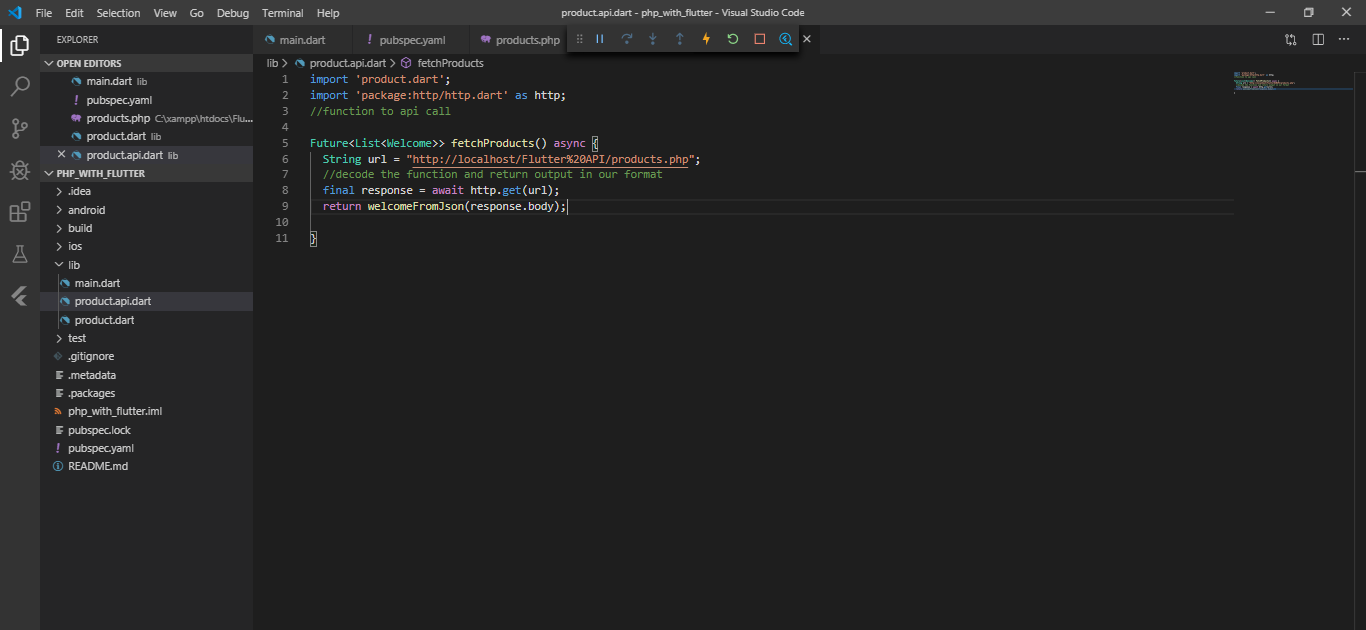 File Edit Selection View Go Debug Terminal Help
product.api.dart - php_with_flutter - Visual Studio Code
EXPLORER
main.dart
! pubspec.yaml
products.php
OPEN EDITORS
main.dart lib
! pubspec.yaml
products.php C:\xampp\htdocs\Flu...
product.dart lib
product.api.dart lib
PHP_WITH_FLUTTER
.idea
android
build
ios
lib
main.dart
product.api.dart
product.dart
test
.gitignore
.metadata
.packages
php_with_flutter.iml
pubspec.lock
! pubspec.yaml
README.md
lib > product.api.dart > fetchProducts
1 import 'product.dart';
2 import 'package:http/http.dart' as http;
3 //function to api call
4
5 Future<List<Welcome>> fetchProducts() async {
6 String url = "http://localhost/Flutter%20API/products.php";
7 //decode the function and return output in our format
8 final response = await http.get(url);
9 return welcomeFromJson(response.body);
10
11 }